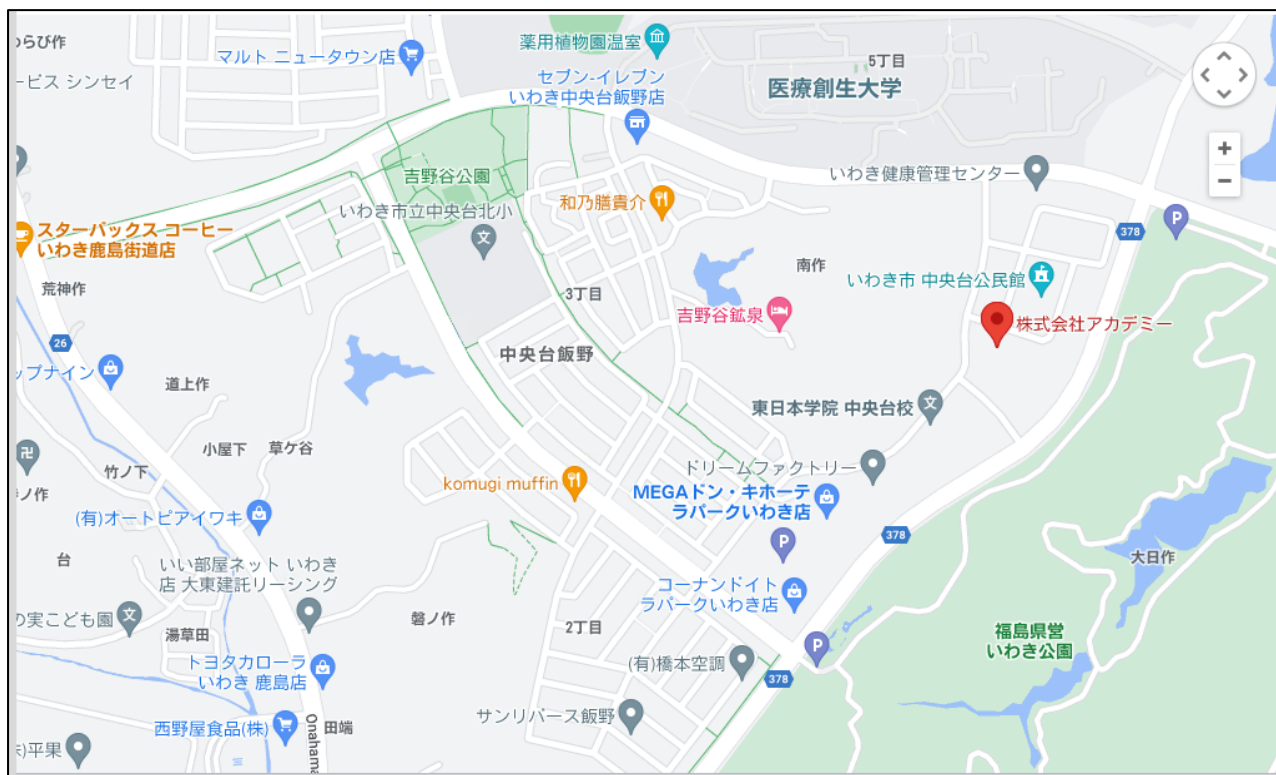 わらび作
ービス シンセイ
マルト ニュータウン店
薬用植物園温室
5丁目
医療創生大学
セブン-イレブン
いわき中央台飯野店
吉野谷公園
いわき市立中央台北小
和乃膳貴介
いわき健康管理センター
P
378
スターバックス コーヒー
いわき鹿島街道店
荒神作
南作
いわき市 中央台公民館
3丁目
吉野谷鉱泉
株式会社アカデミー
26
中央台飯野
ップナイン
道上作
東日本学院 中央台校
小屋下
草ケ谷
竹ノ下
ノ作
ドリームファクトリー
komugi muffin
MEGAドン・キホーテ
ラパークいわき店
(有)オートピアイワキ
378
P
台
いい部屋ネット いわき
店 大東建託リーシング
大日作
コーナンドイト
ラパークいわき店
の実こども園
磐ノ作
2丁目
湯草田
福島県営
いわき公園
P
トヨタカローラ
いわき 鹿島店
(有)橋本空調
378
サンリバース飯野
西野屋食品(株)
Onahama
田端
)平果
+
−
文
文
文
卍